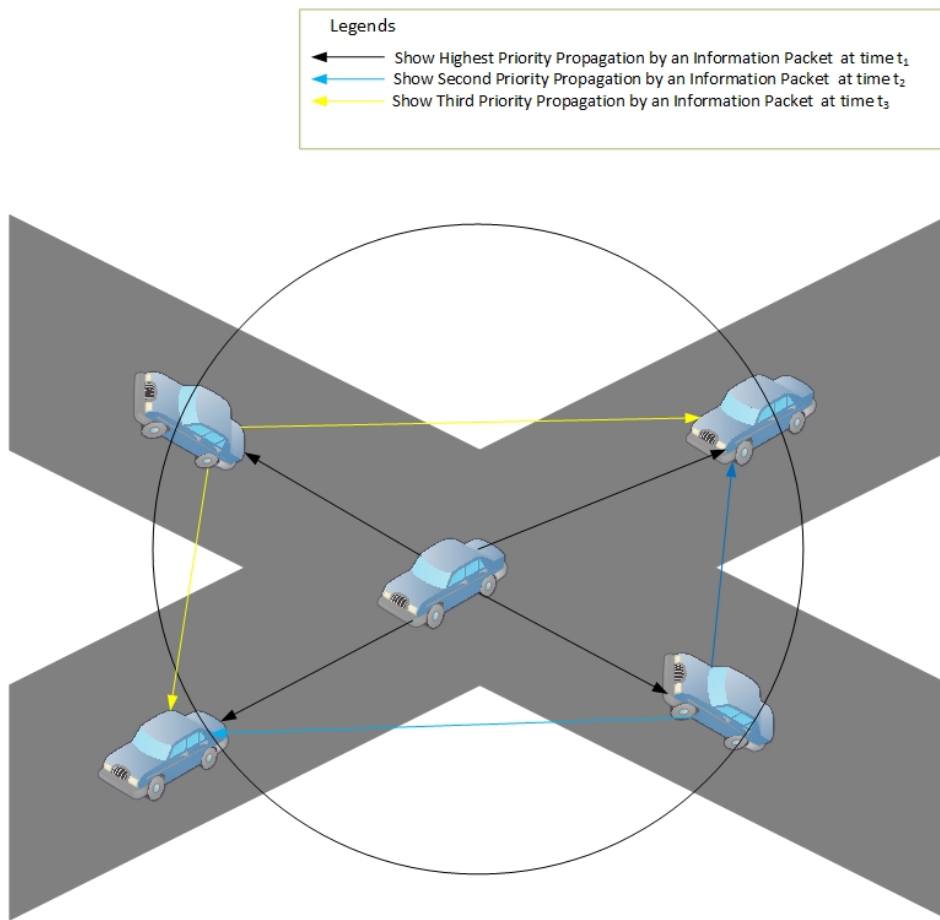 Legends
Show Highest Priority Propagation by an Information Packet at time t₁
Show Second Priority Propagation by an Information Packet at time t₂
Show Third Priority Propagation by an Information Packet at time t₃